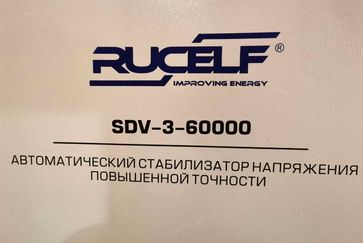 RUCELF®
IMPROVING ENERGY
SDV-3-60000
АВТОМАТИЧЕСКИЙ СТАБИЛИЗАТОР НАПРЯЖЕНИЯ
ПОВЫШЕННОЙ ТОЧНОСТИ